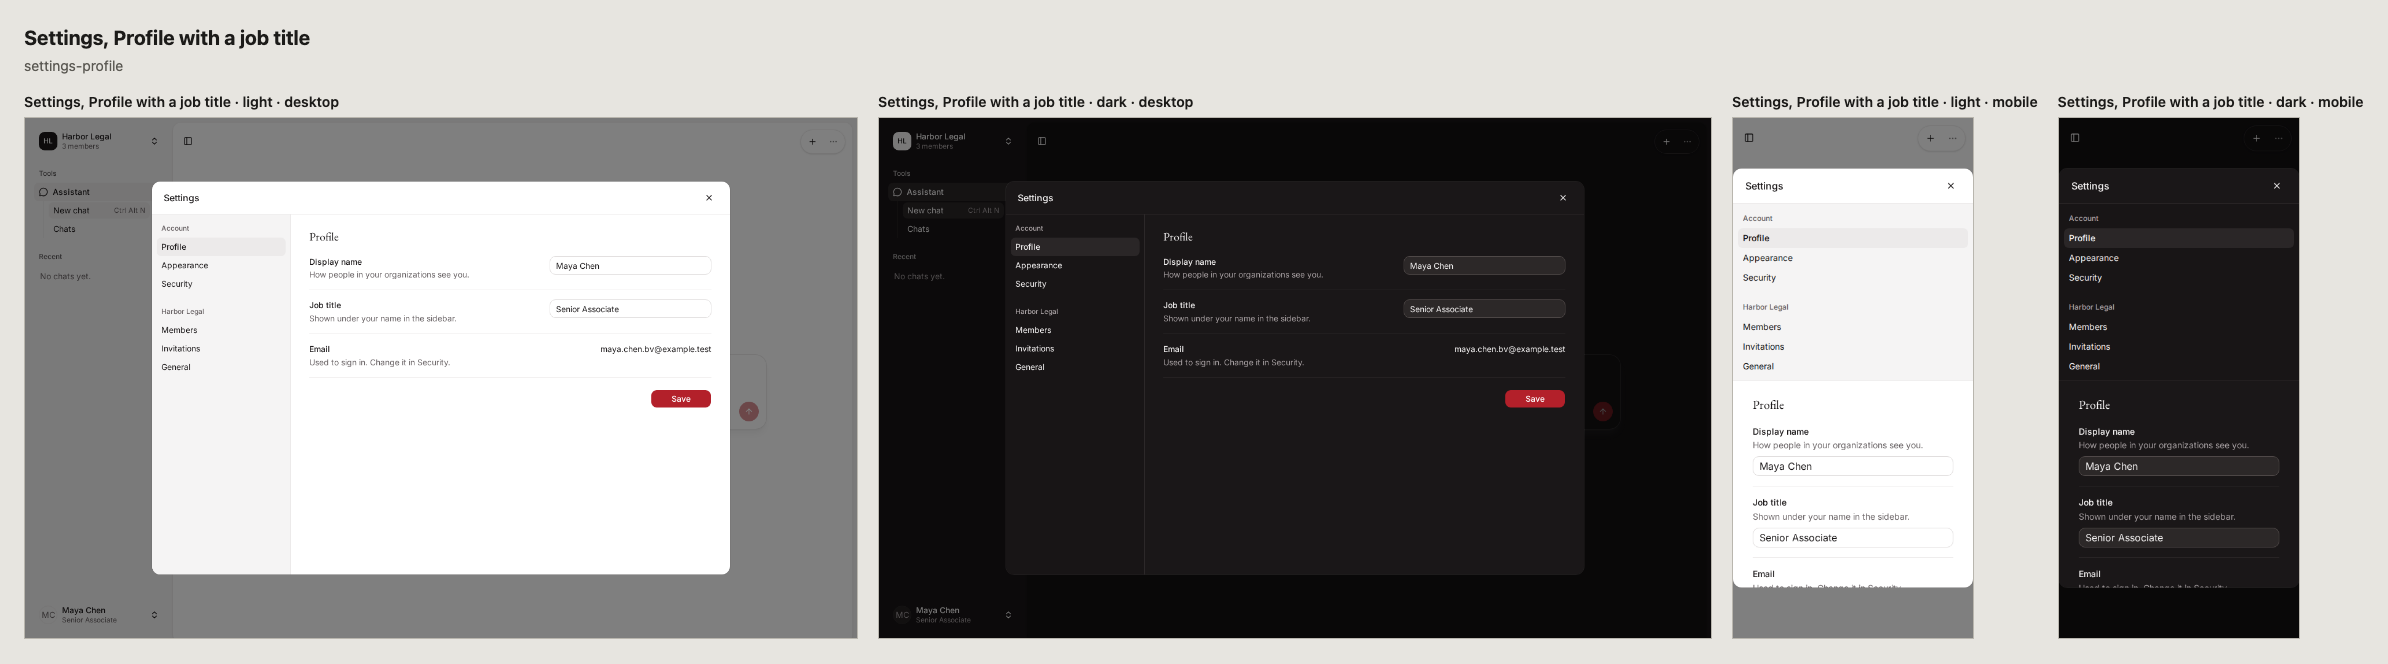 Settings, Profile with a job title
settings-profile
Settings, Profile with a job title · light · desktop
HL
Harbor Legal
3 members
Tools
Assistant
New chat
Ctrl Alt N
Chats
Recent
No chats yet.
Maya Chen
MC
Senior Associate
Settings
Account
Profile
Appearance
Security
Harbor Legal
Members
Invitations
General
Profile
Display name
How people in your organizations see you.
Maya Chen
Job title
Shown under your name in the sidebar.
Senior Associate
Email
Used to sign in. Change it in Security.
maya.chen.bv@example.test
Save
Settings, Profile with a job title · dark · desktop
HL
Harbor Legal
3 members
Tools
Assistant
New chat
Ctrl Alt N
Chats
Recent
No chats yet.
Maya Chen
MC
Senior Associate
Settings
Account
Profile
Appearance
Security
Harbor Legal
Members
Invitations
General
Profile
Display name
How people in your organizations see you.
Maya Chen
Job title
Shown under your name in the sidebar.
Senior Associate
Email
Used to sign in. Change it in Security.
maya.chen.bv@example.test
Save
Settings, Profile with a job title · light · mobile
Settings
Account
Profile
Appearance
Security
Harbor Legal
Members
Invitations
General
Profile
Display name
How people in your organizations see you.
Maya Chen
Job title
Shown under your name in the sidebar.
Senior Associate
Email
Settings, Profile with a job title · dark · mobile
Settings
Account
Profile
Appearance
Security
Harbor Legal
Members
Invitations
General
Profile
Display name
How people in your organizations see you.
Maya Chen
Job title
Shown under your name in the sidebar.
Senior Associate
Email